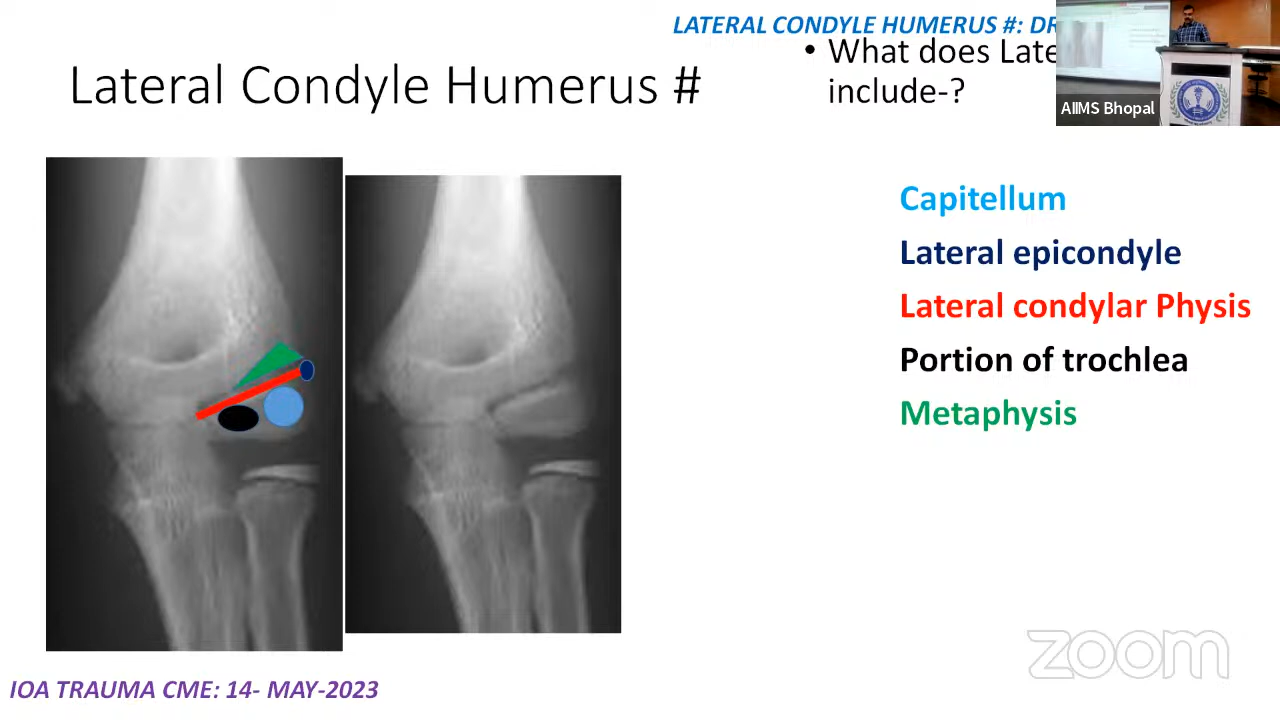 LATERAL CONDYLE HUMERUS #: DR
Lateral Condyle Humerus #
• What does Late
include-?
AIIMS Bhopal
Capitellum
Lateral epicondyle
Lateral condylar Physis
Portion of trochlea
Metaphysis
zoom
IOA TRAUMA CME: 14- MAY-2023